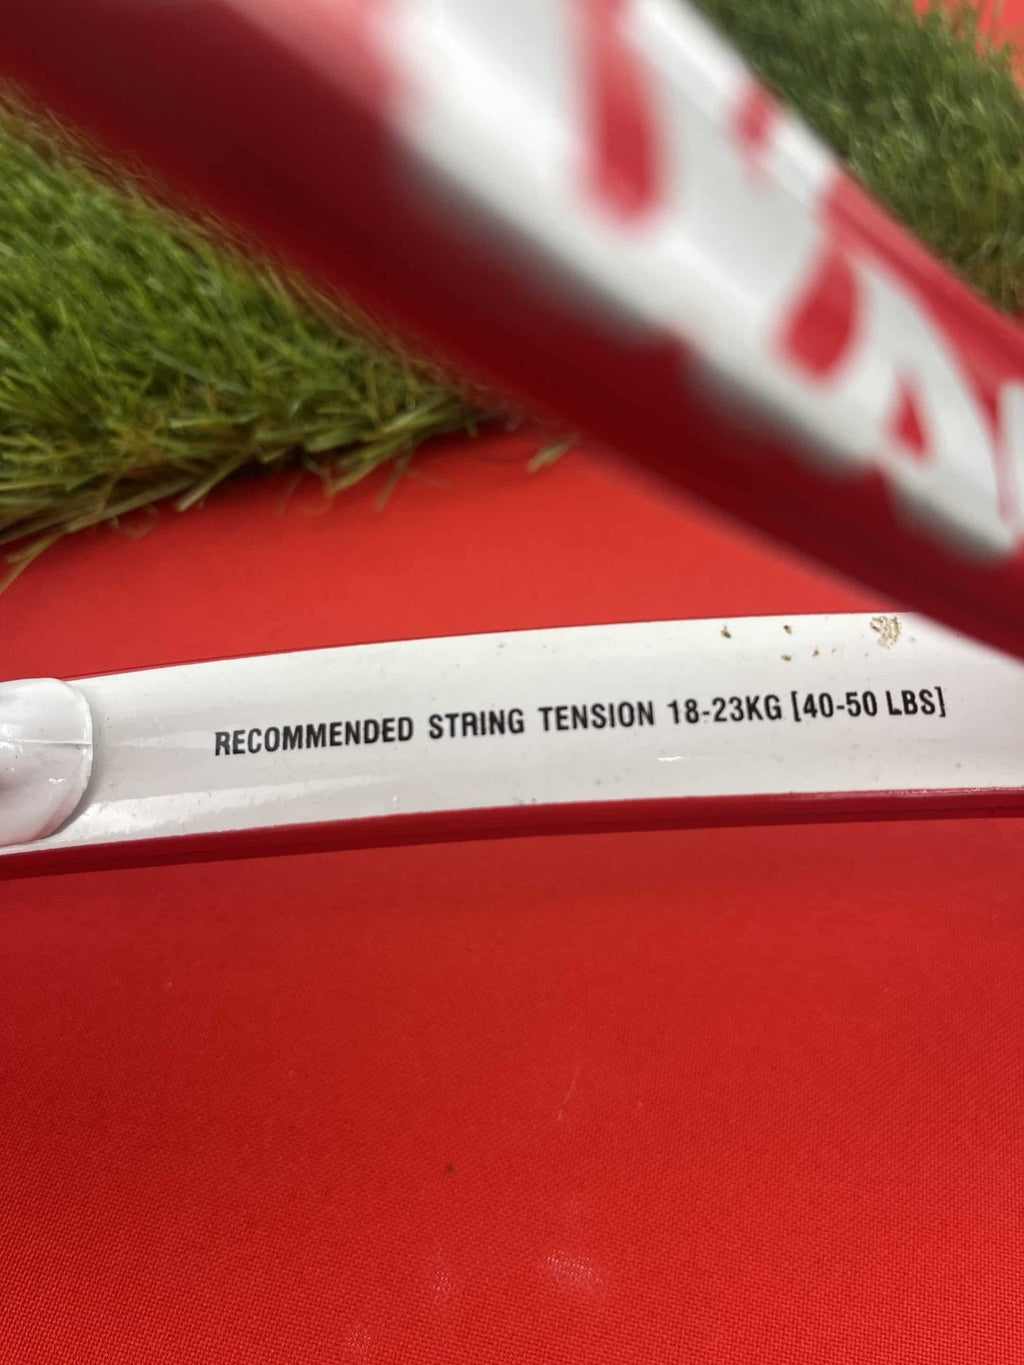 RECOMMENDED STRING TENSION 18-23KG [40-50 LBS]